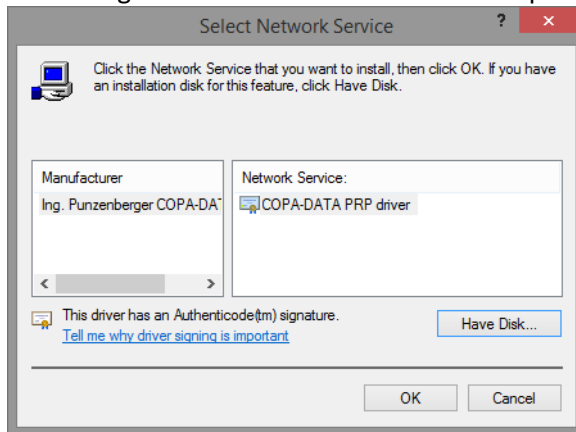 Select Network Service
?
×
Click the Network Service that you want to install, then click OK. If you have
an installation disk for this feature, click Have Disk.
Manufacturer
Ing. Punzenberger COPA-DA
Network Service:
COPA-DATA PRP driver
<
>
This driver has an Authenticode(tm) signature.
Tell me why driver signing is important
Have Disk...
OK
Cancel